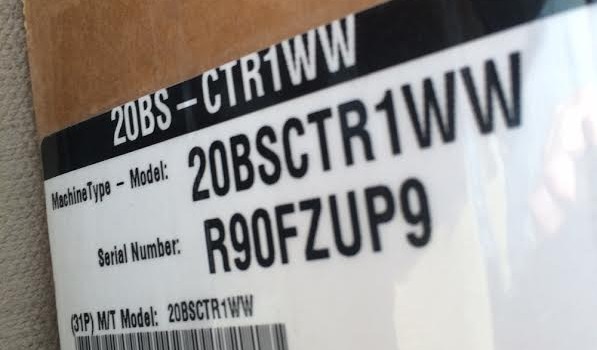 20BS-CTR1WW
MachineType - Model: 20BSCTR1WW
Serial Number: R90FZUP9
(31P) M/T Model: 20BSCTR1WW